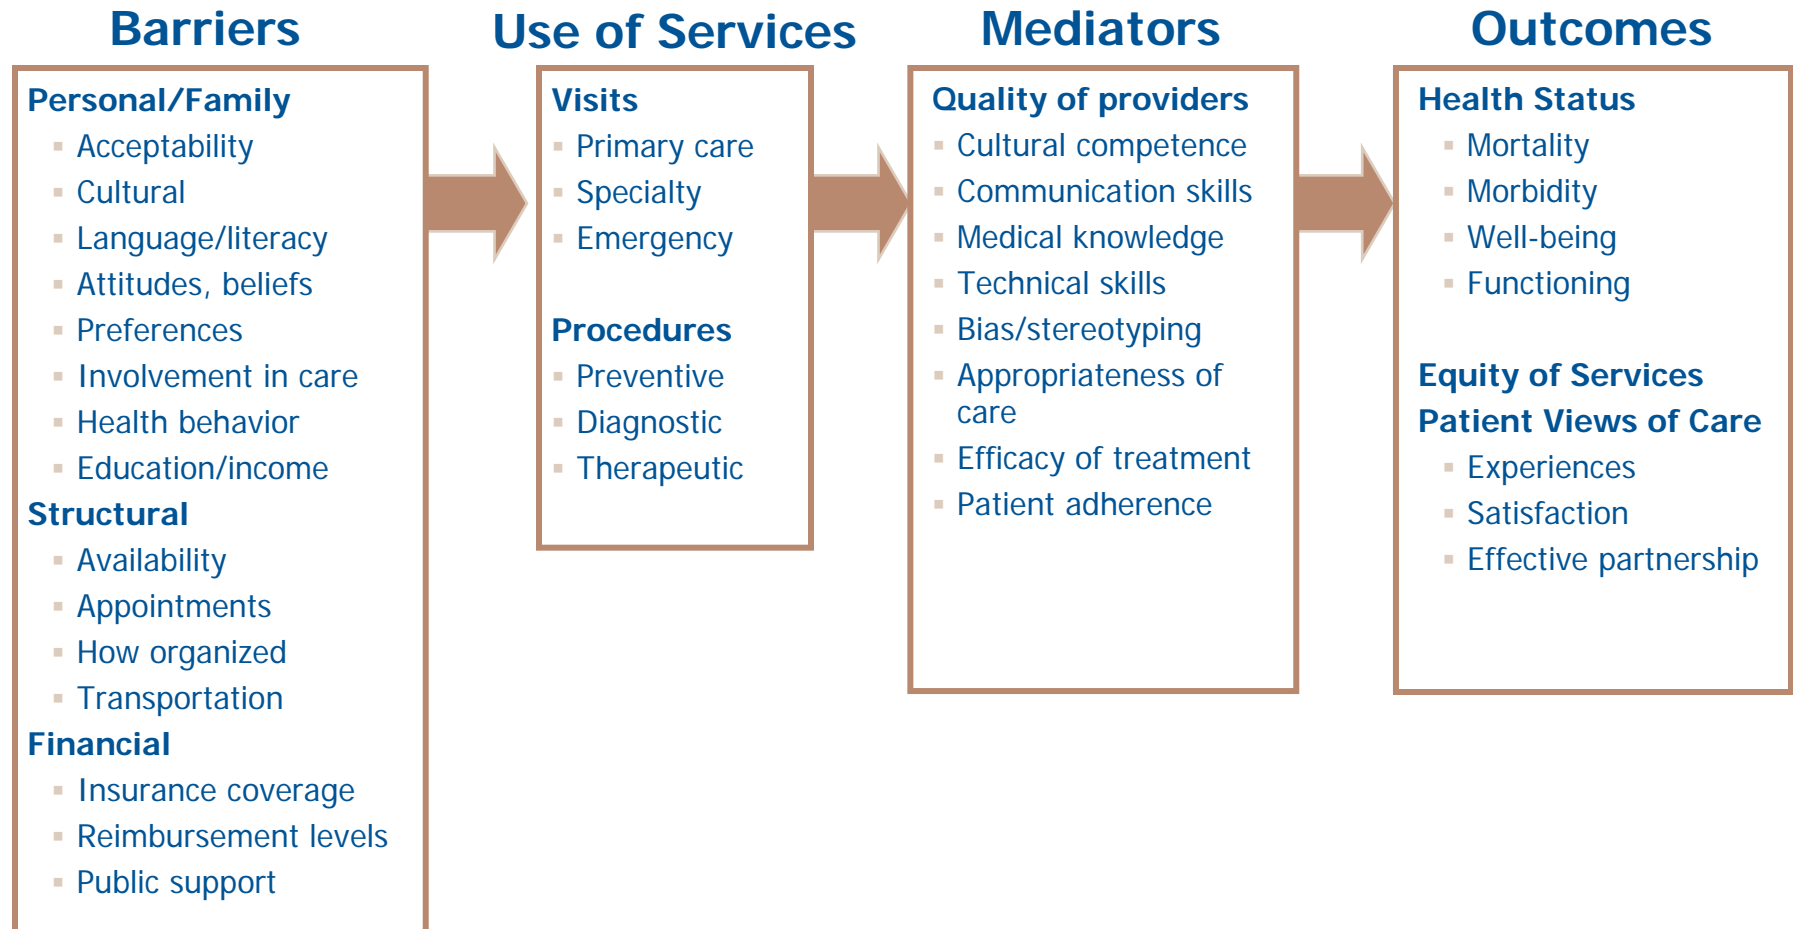 Barriers
Personal/Family
Acceptability
Cultural
Language/literacy
Attitudes, beliefs
Preferences
Involvement in care
Health behavior
Education/income
Structural
Availability
Appointments
How organized
Transportation
Financial
Insurance coverage
Reimbursement levels
Public support
Use of Services
Visits
Primary care
Specialty
Emergency
Procedures
Preventive
Diagnostic
Therapeutic
Mediators
Quality of providers
Cultural competence
Communication skills
Medical knowledge
Technical skills
Bias/stereotyping
Appropriateness of
care
Efficacy of treatment
Patient adherence
Outcomes
Health Status
Mortality
Morbidity
Well-being
Functioning
Equity of Services
Patient Views of Care
Experiences
Satisfaction
Effective partnership